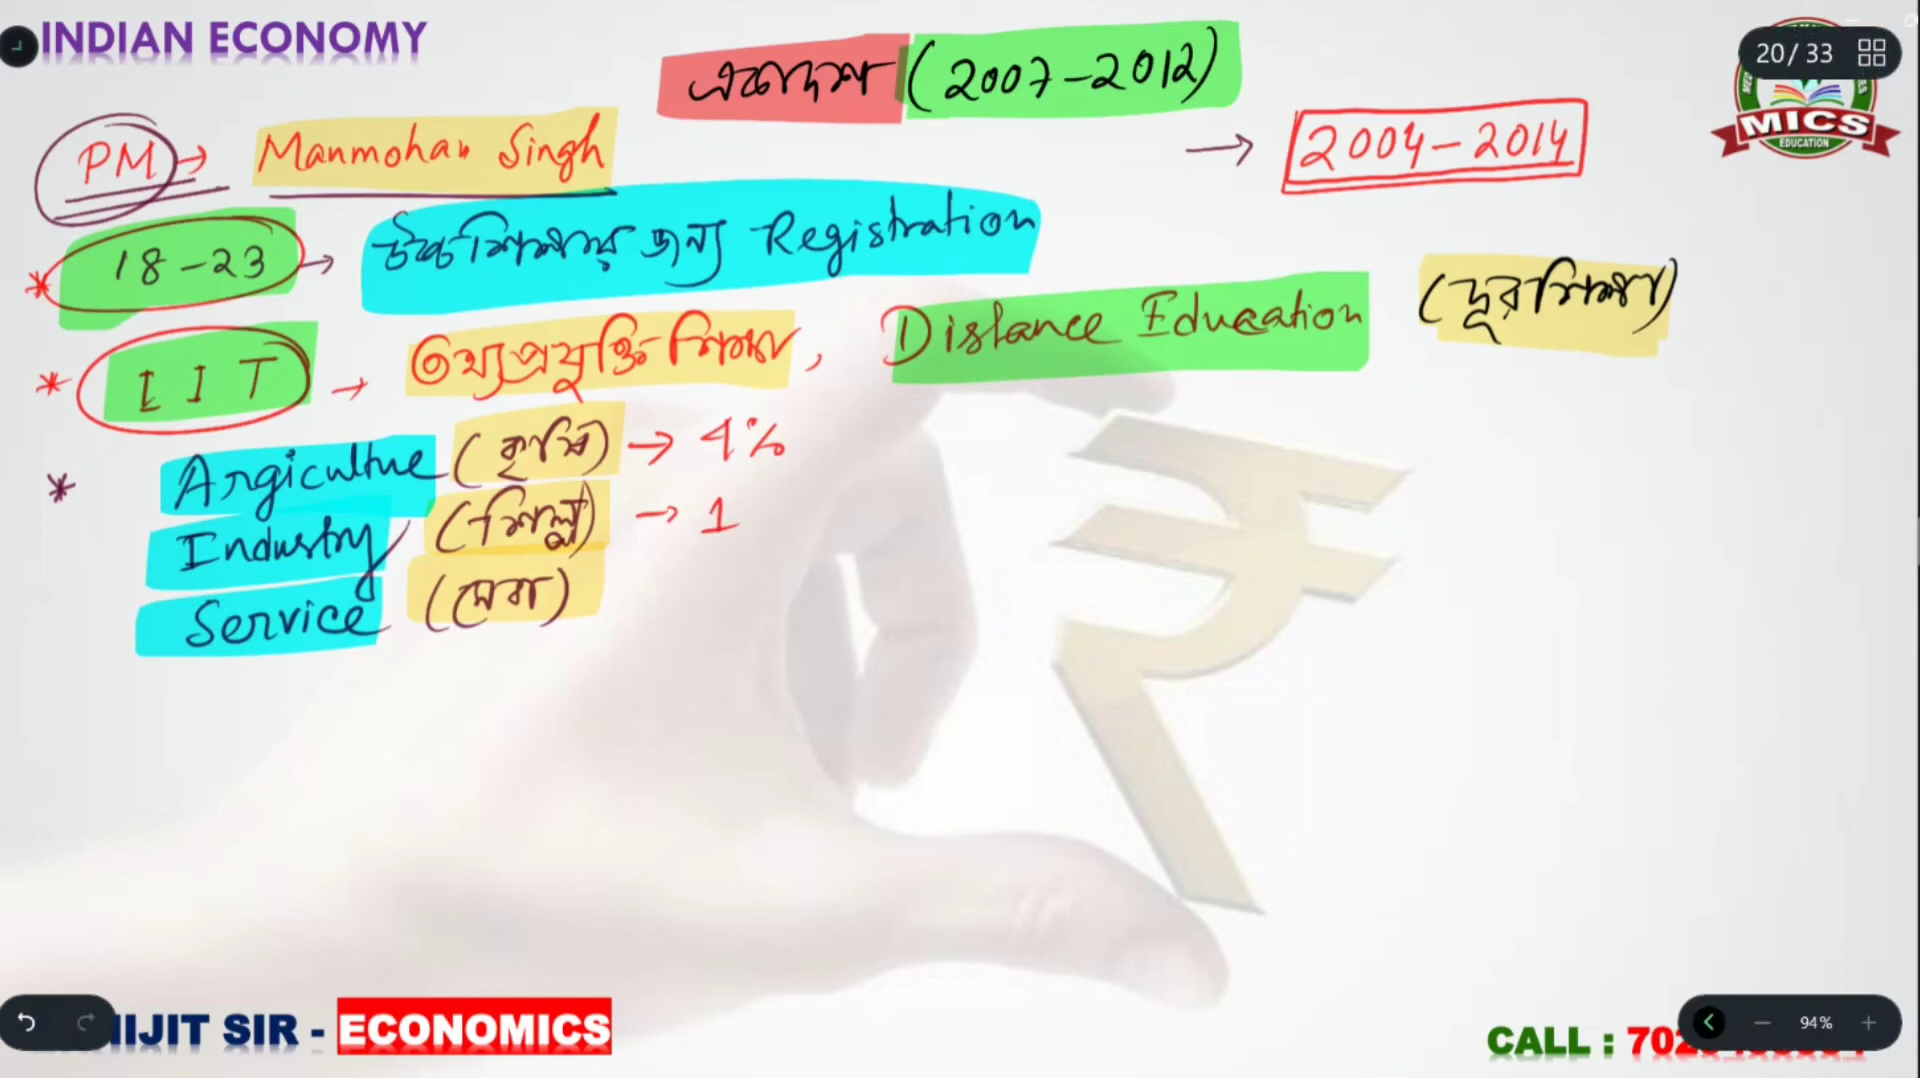 INDIAN ECONOMY
একাদশ (2007-2012)
20/ 33
MICS
EDUCATION
PM → Manmohan Singh → 2004-2014
* 18-23 → উচ্চশিক্ষার জন্য Registration
* IIT → তথ্যপ্রযুক্তি শিক্ষা, Distance Education (দূরশিক্ষা)
* Argiculture (কৃষি) → 4%
Industry (শিল্প) → 1
Service (সেবা)
IJIT SIR - ECONOMICS
CALL :
94%